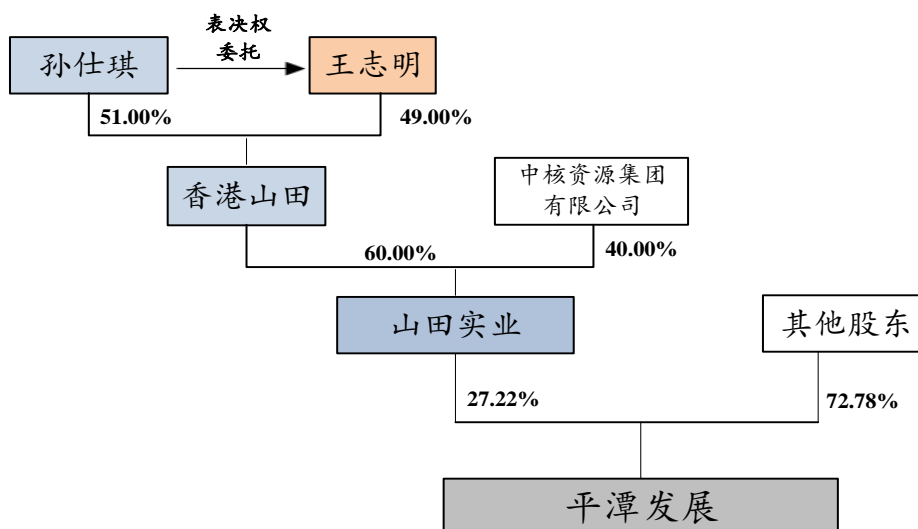 表决权
委托
孙仕琪
王志明
51.00%
49.00%
香港山田
中核资源集团
有限公司
60.00%
40.00%
山田实业
其他股东
27.22%
72.78%
平潭发展